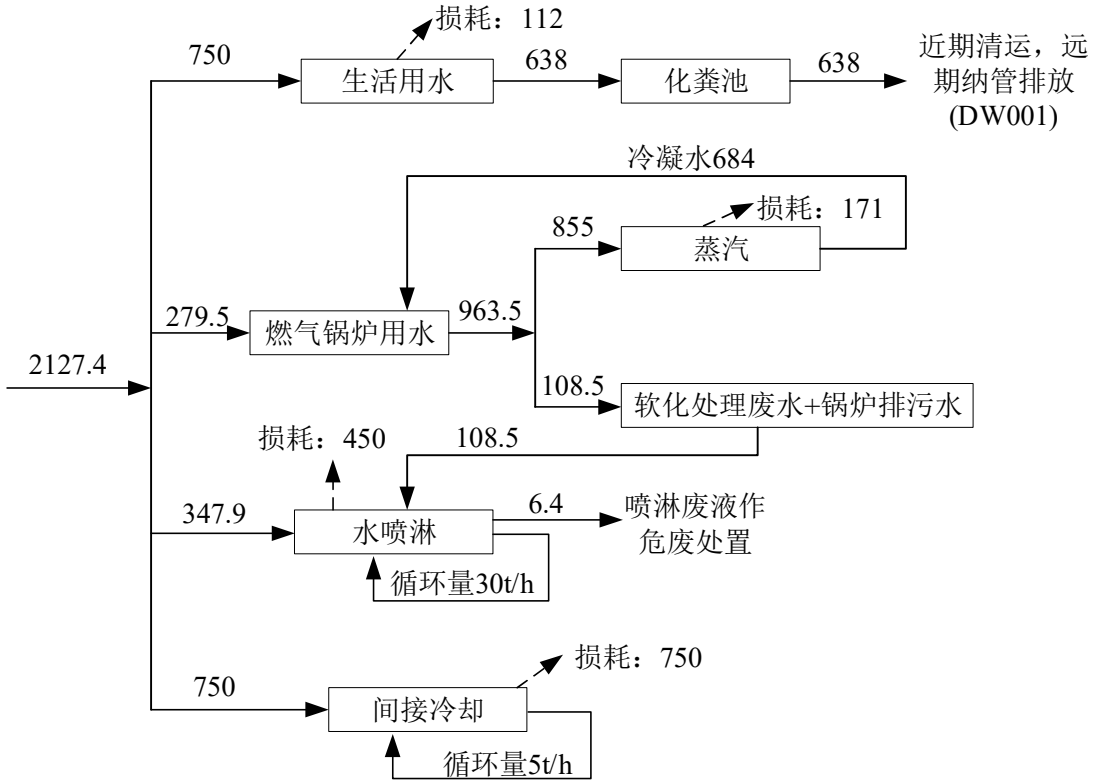 损耗：112
750
生活用水
638
化粪池
638
近期清运，远
期纳管排放
(DW001)
冷凝水684
损耗：171
855
蒸汽
279.5
燃气锅炉用水
963.5
2127.4
108.5
软化处理废水+锅炉排污水
损耗：450
108.5
347.9
水喷淋
6.4
喷淋废液作
危废处置
循环量30t/h
损耗：750
750
间接冷却
循环量5t/h